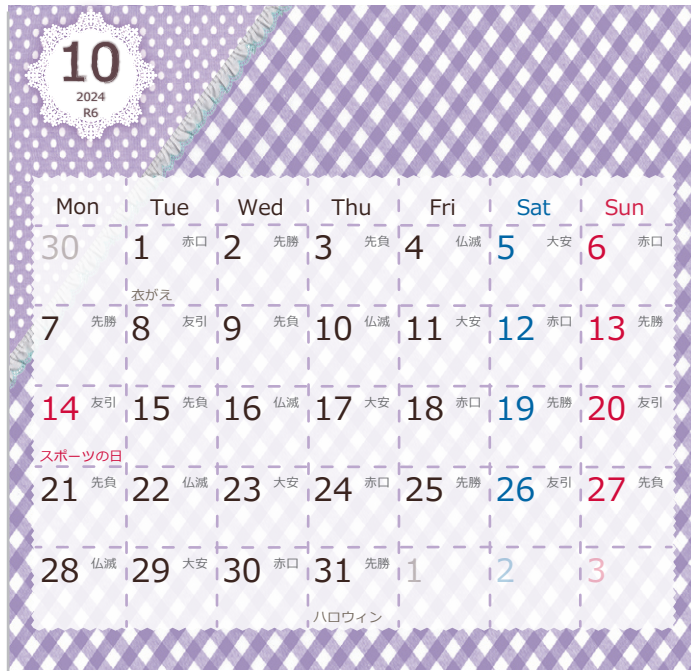 10
2024
R6
Mon Tue Wed Thu Fri Sat Sun
30 1 赤口 2 先勝 3 先負 4 仏滅 5 大安 6 赤口
衣がえ
7 先勝 8 友引 9 先負 10 仏滅 11 大安 12 赤口 13 先勝
14 友引 15 先負 16 仏滅 17 大安 18 赤口 19 先勝 20 友引
スポーツの日
21 先負 22 仏滅 23 大安 24 赤口 25 先勝 26 友引 27 先負
28 仏滅 29 大安 30 赤口 31 先勝 1 2 3
ハロウィン